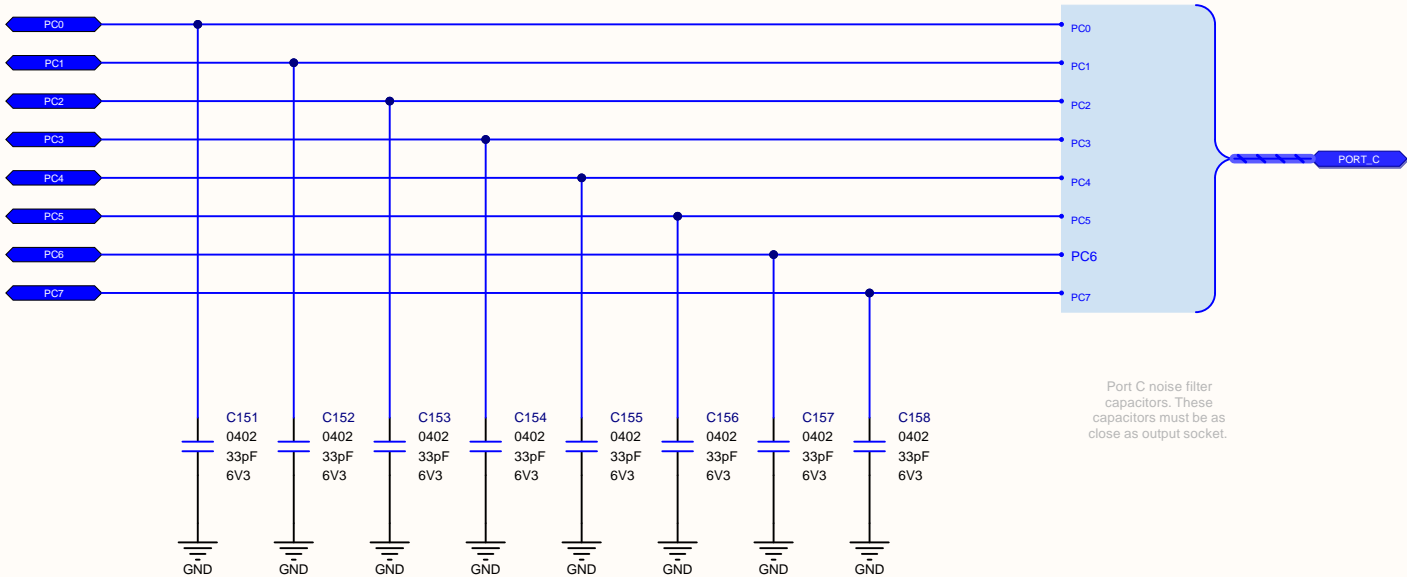 PC0
PC1
PC2
PC3
PC4
PC5
PC6
PC7
PC0
PC1
PC2
PC3
PC4
PC5
PC6
PC7
PORT_C
Port C noise filter
capacitors. These
capacitors must be as
close as output socket.
C151
0402
33pF
6V3
C152
0402
33pF
6V3
C153
0402
33pF
6V3
C154
0402
33pF
6V3
C155
0402
33pF
6V3
C156
0402
33pF
6V3
C157
0402
33pF
6V3
C158
0402
33pF
6V3
GND
GND
GND
GND
GND
GND
GND
GND